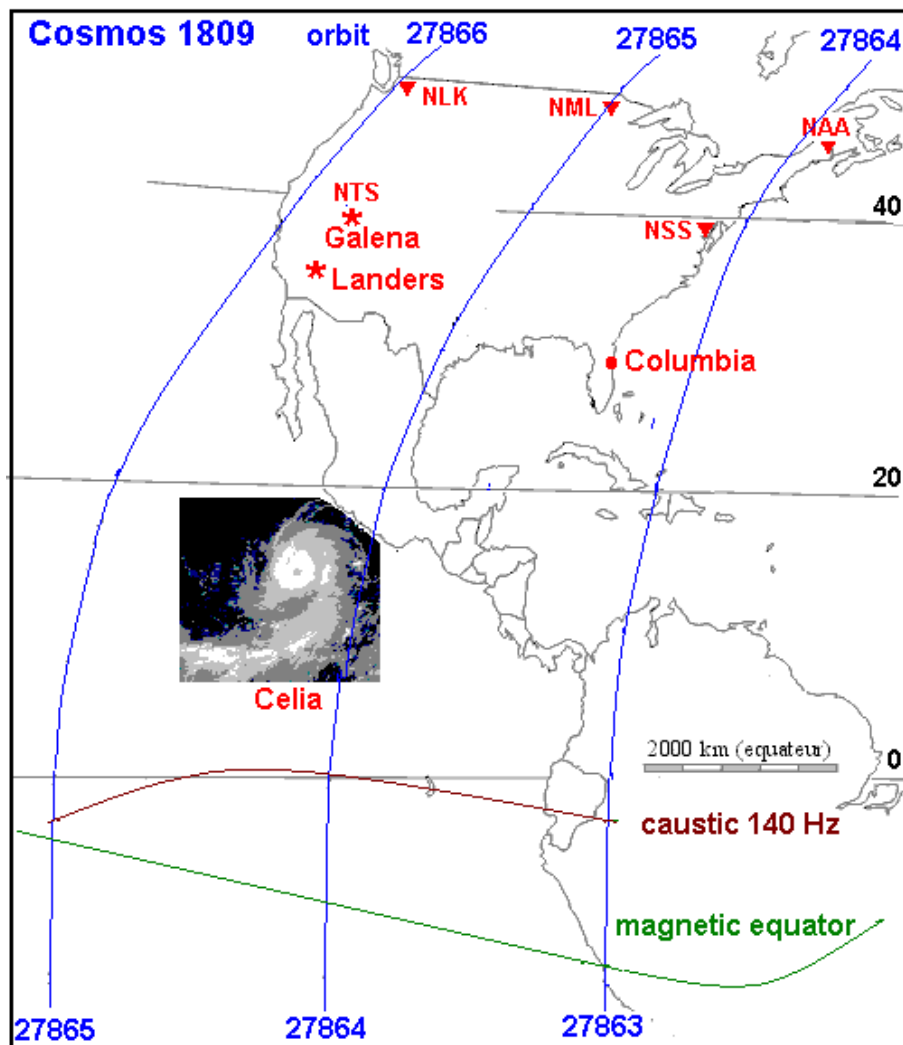 Cosmos 1809 orbit 27866 27865 27864
NLK
NML
NAA
NTS
40
Galena
NSS
Landers
Columbia
20
Celia
2000 km (equateur)
0
caustic 140 Hz
magnetic equator
27865 27864 27863